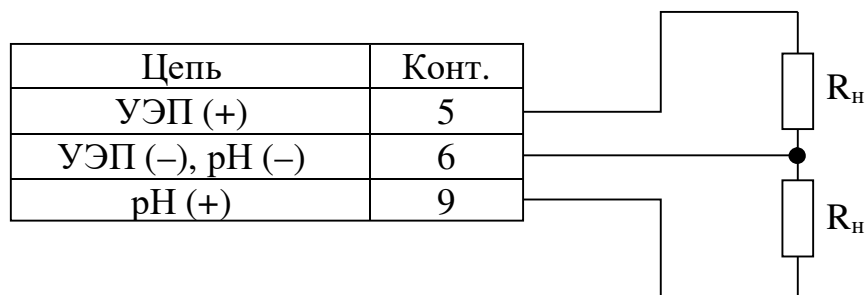 Цепь Конт.
УЭП (+) 5
УЭП (–), pH (–) 6
pH (+) 9
Rн
Rн